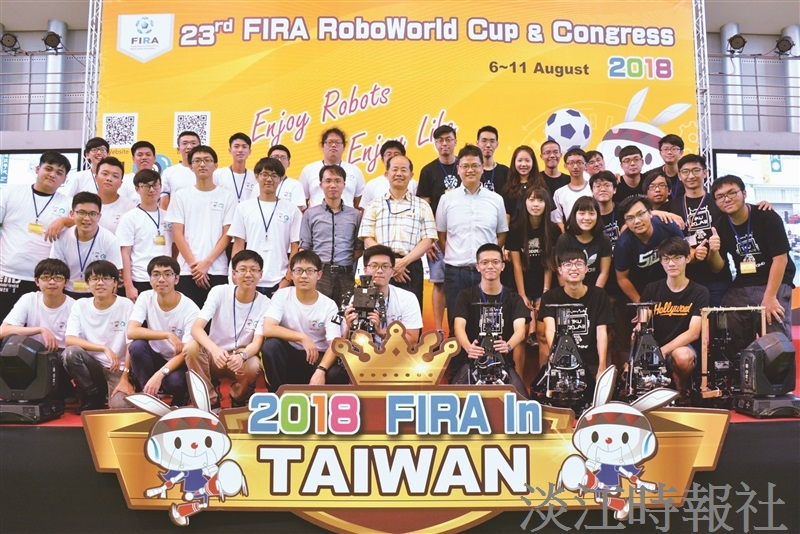 23rd FIRA RoboWorld Cup & Congress
FIRA
6~11 August 2018
Enjoy Robots
Enjoy Life
Hollywood
2018 FIRA In
TAIWAN
淡江時報社